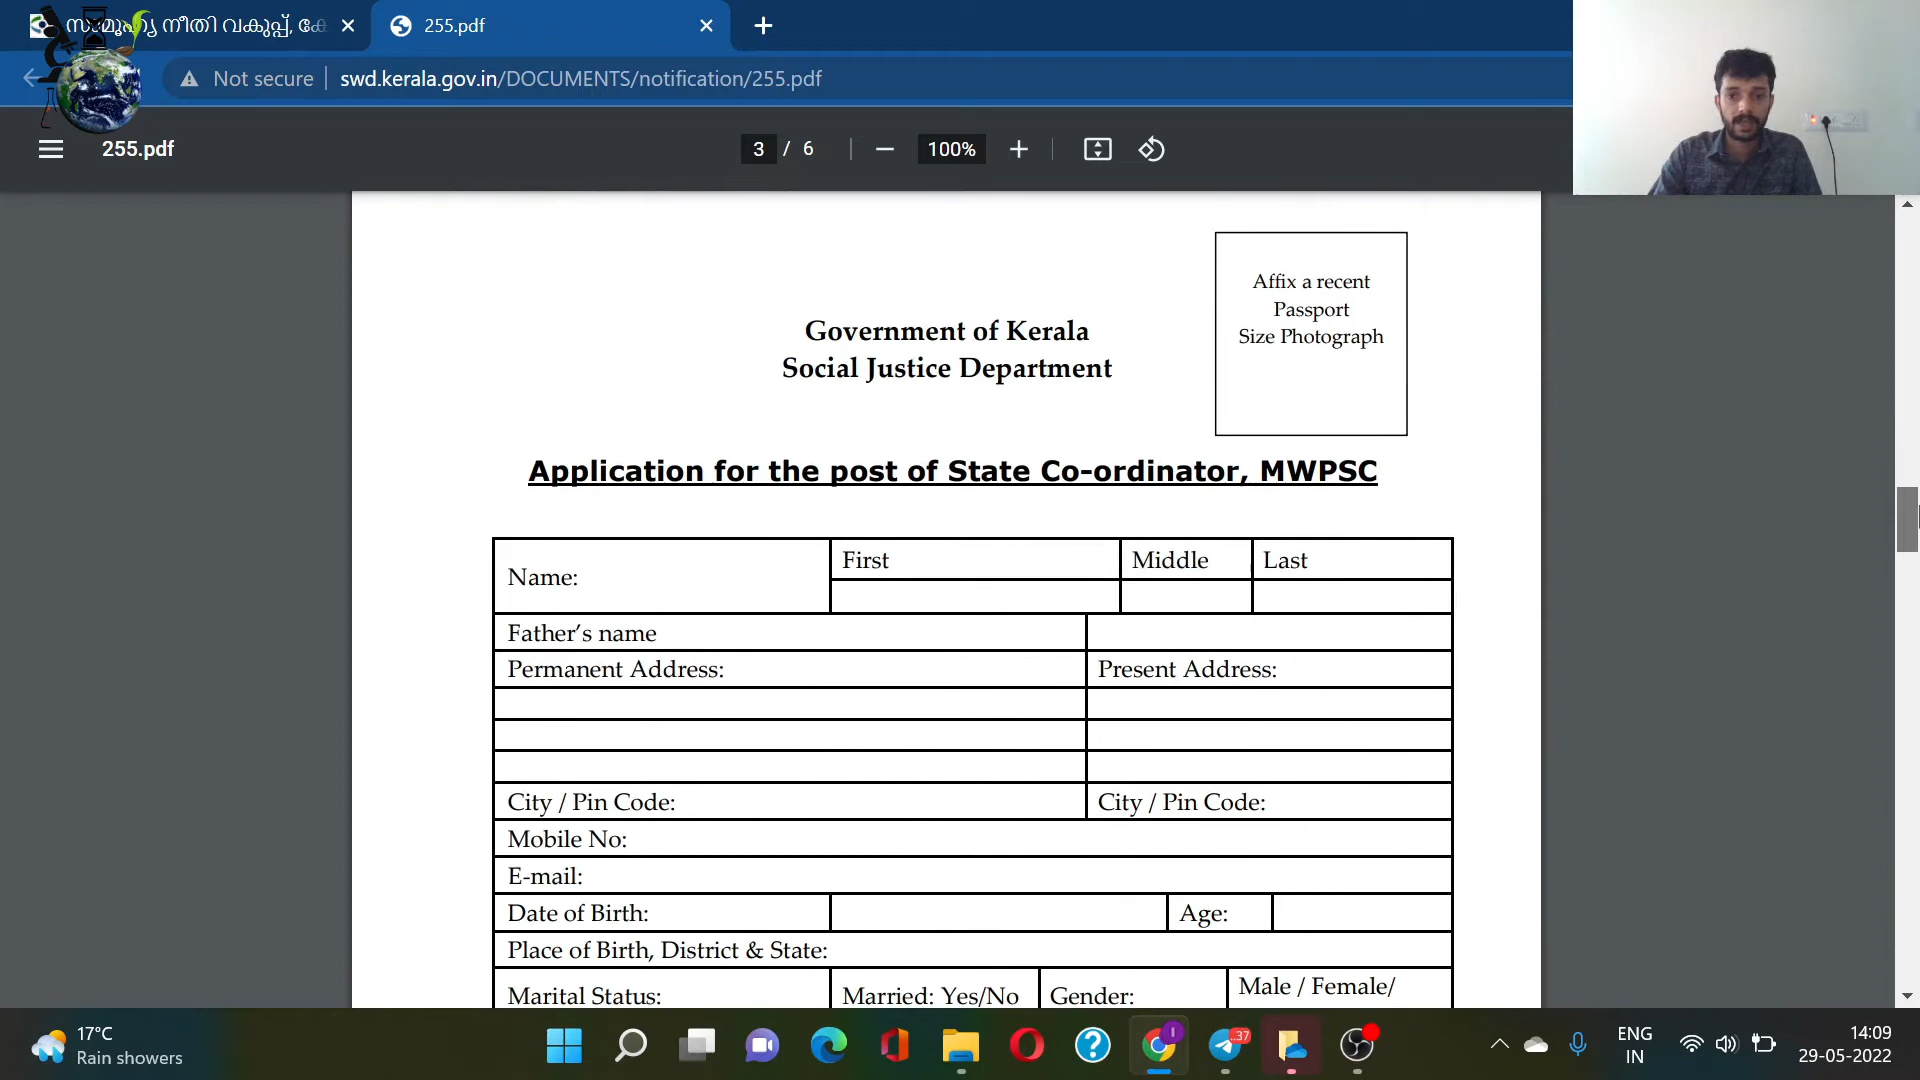 സാമൂഹ്യ നീതി വകുപ്പ്, കേ
255.pdf
Not secure
swd.kerala.gov.in/DOCUMENTS/notification/255.pdf
255.pdf
3 / 6
100%
Affix a recent
Passport
Size Photograph
Government of Kerala
Social Justice Department
Application for the post of State Co-ordinator, MWPSC
Name:
First
Middle
Last
Father’s name
Permanent Address:
Present Address:
City / Pin Code:
City / Pin Code:
Mobile No:
E-mail:
Date of Birth:
Age:
Place of Birth, District & State:
Marital Status:
Married: Yes/No
Gender:
Male / Female/
17°C
Rain showers
37
ENG
IN
14:09
29-05-2022